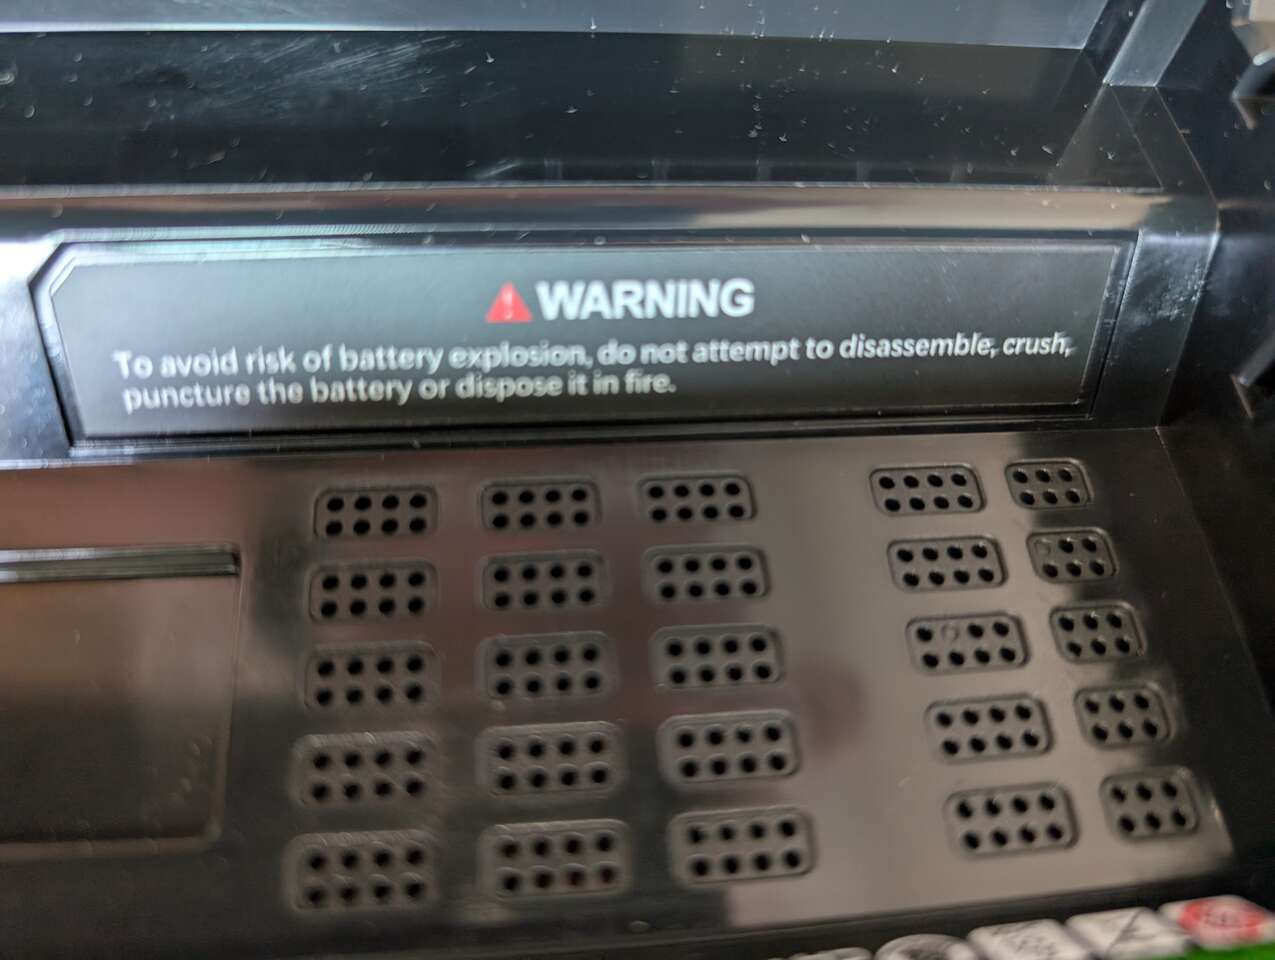 WARNING
To avoid risk of battery explosion, do not attempt to disassemble, crush,
puncture the battery or dispose it in fire.